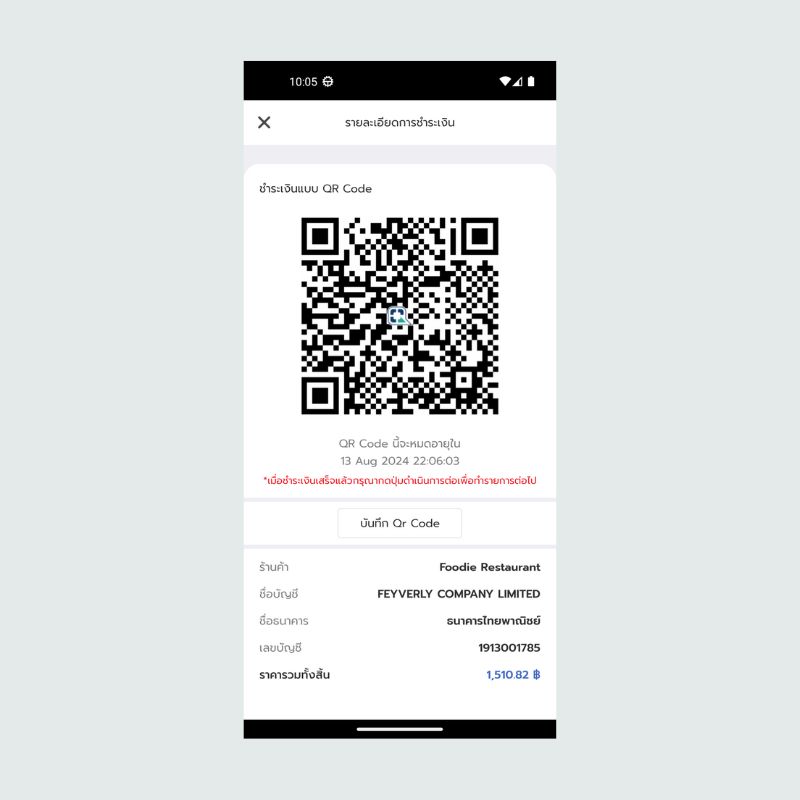 10:05
รายละเอียดการชำระเงิน
ชำระเงินแบบ QR Code
QR Code นี้จะหมดอายุใน
13 Aug 2024 22:06:03
*เมื่อชำระเงินเสร็จแล้วกรุณากดปุ่มดำเนินการต่อเพื่อทำรายการต่อไป
บันทึก Qr Code
ร้านค้า Foodie Restaurant
ชื่อบัญชี FEYVERLY COMPANY LIMITED
ชื่อธนาคาร ธนาคารไทยพาณิชย์
เลขบัญชี 1913001785
ราคารวมทั้งสิ้น 1,510.82 ฿